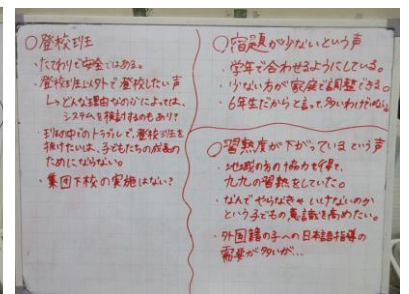 ○登校班
・たてわりで安全ではある。
・登校班以外で登校したい声
↳どんな理由なのかによっては、
システムを検討するのもあり?
・班の中でのトラブルで、登校班を
抜けたいは、子どもたちの成長の
ためにならない。
・集団下校の実施はない?
○宿題が少ないという声
・学年で合わせるようにしている。
・少ない方が家庭で調整できる。
・6年生だからと言って、多いわけでない。
○習熟度が下がっているという声
・地域の方の協力を得て、
九九の習熟をしていた。
・なんでやらなきゃいけないのか
という子どもの意識を高めたい。
・外国籍の子への日本語指導の
需要が多いが…